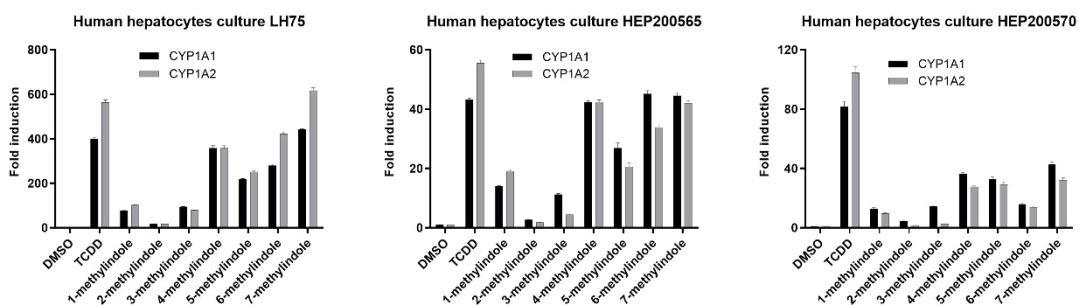 Human hepatocytes culture LH75
Fold induction
800
600
400
200
0
CYP1A1
CYP1A2
DMSO
TCDD
1-methylindole
2-methylindole
3-methylindole
4-methylindole
5-methylindole
6-methylindole
7-methylindole
Human hepatocytes culture HEP200565
Fold induction
60
40
20
0
CYP1A1
CYP1A2
DMSO
TCDD
1-methylindole
2-methylindole
3-methylindole
4-methylindole
5-methylindole
6-methylindole
7-methylindole
Human hepatocytes culture HEP200570
Fold induction
120
80
40
0
CYP1A1
CYP1A2
DMSO
TCDD
1-methylindole
2-methylindole
3-methylindole
4-methylindole
5-methylindole
6-methylindole
7-methylindole